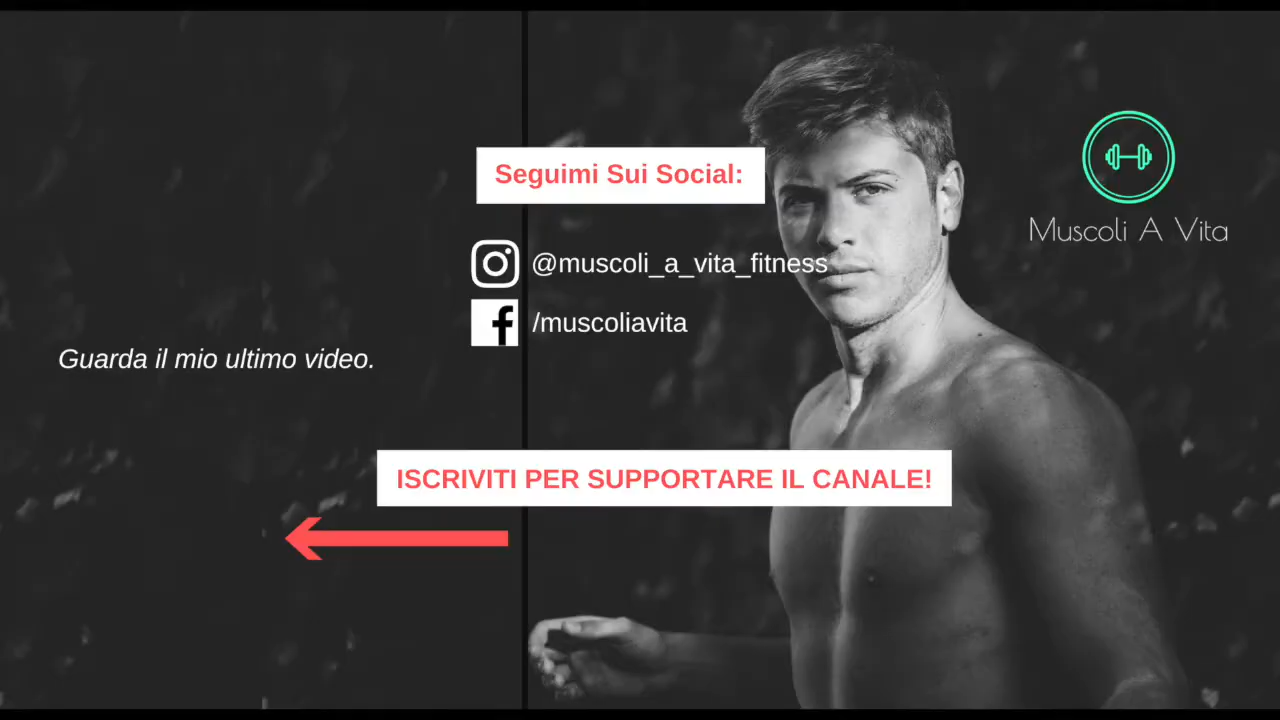 Seguimi Sui Social:
@muscoli_a_vita_fitness
/muscoliavita
Muscoli A Vita
Guarda il mio ultimo video.
ISCRIVITI PER SUPPORTARE IL CANALE!